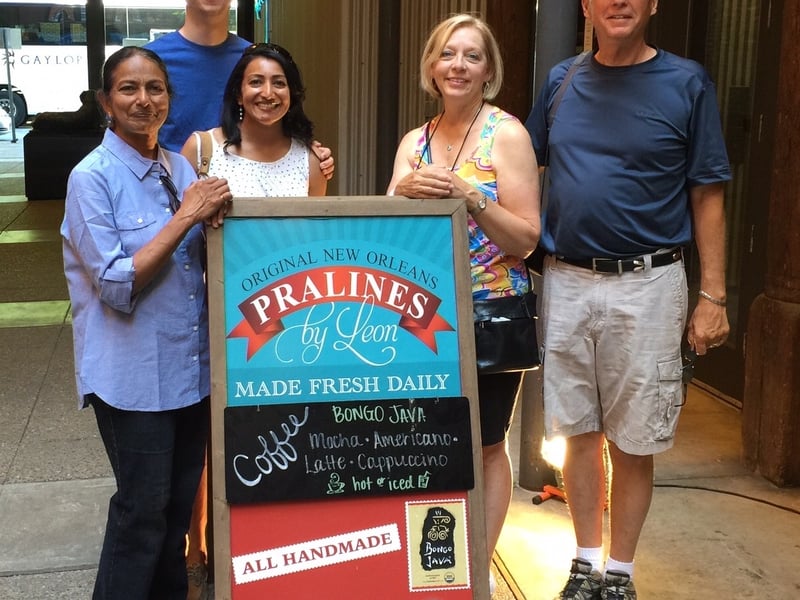 GAYLOR
ORIGINAL NEW ORLEANS
PRALINES
by Leon
MADE FRESH DAILY
BONGO JAVA
Coffee
Mocha · Americano ·
Latte · Cappuccino
hot or iced
ALL HANDMADE
BONGO
JAVA